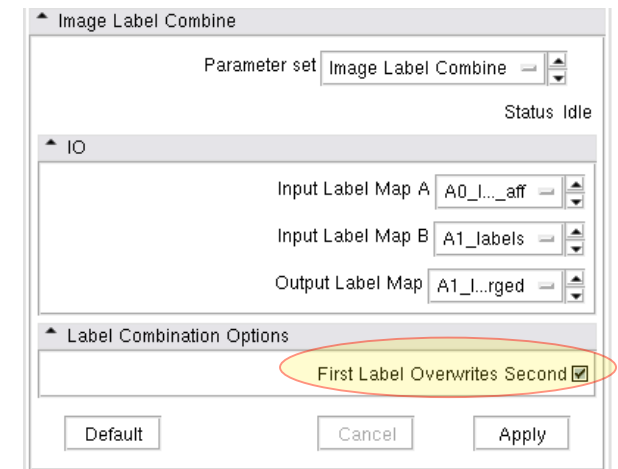 Image Label Combine
Parameter set Image Label Combine
Status Idle
IO
Input Label Map A A0_l..._aff
Input Label Map B A1_labels
Output Label Map A1_l...rged
Label Combination Options
First Label Overwrites Second
Default Cancel Apply